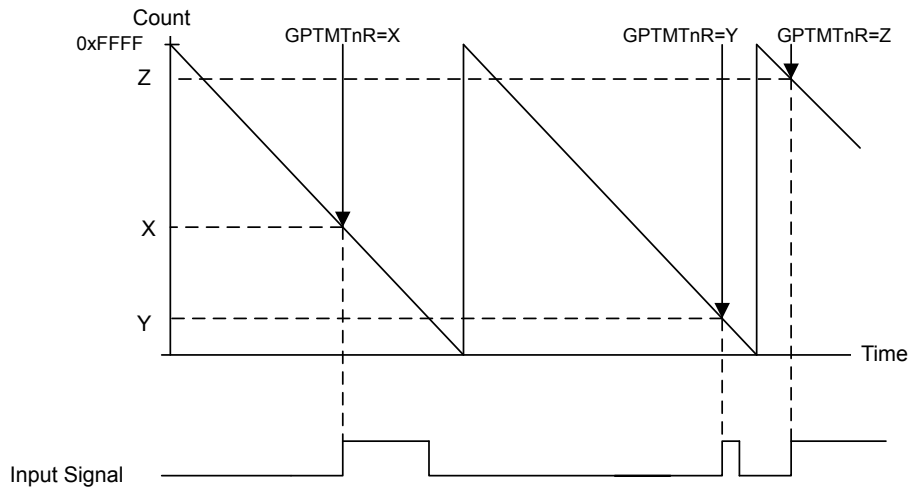 Count
0xFFFF
GPTMTnR=X
GPTMTnR=Y
GPTMTnR=Z
Z
X
Y
Time
Input Signal